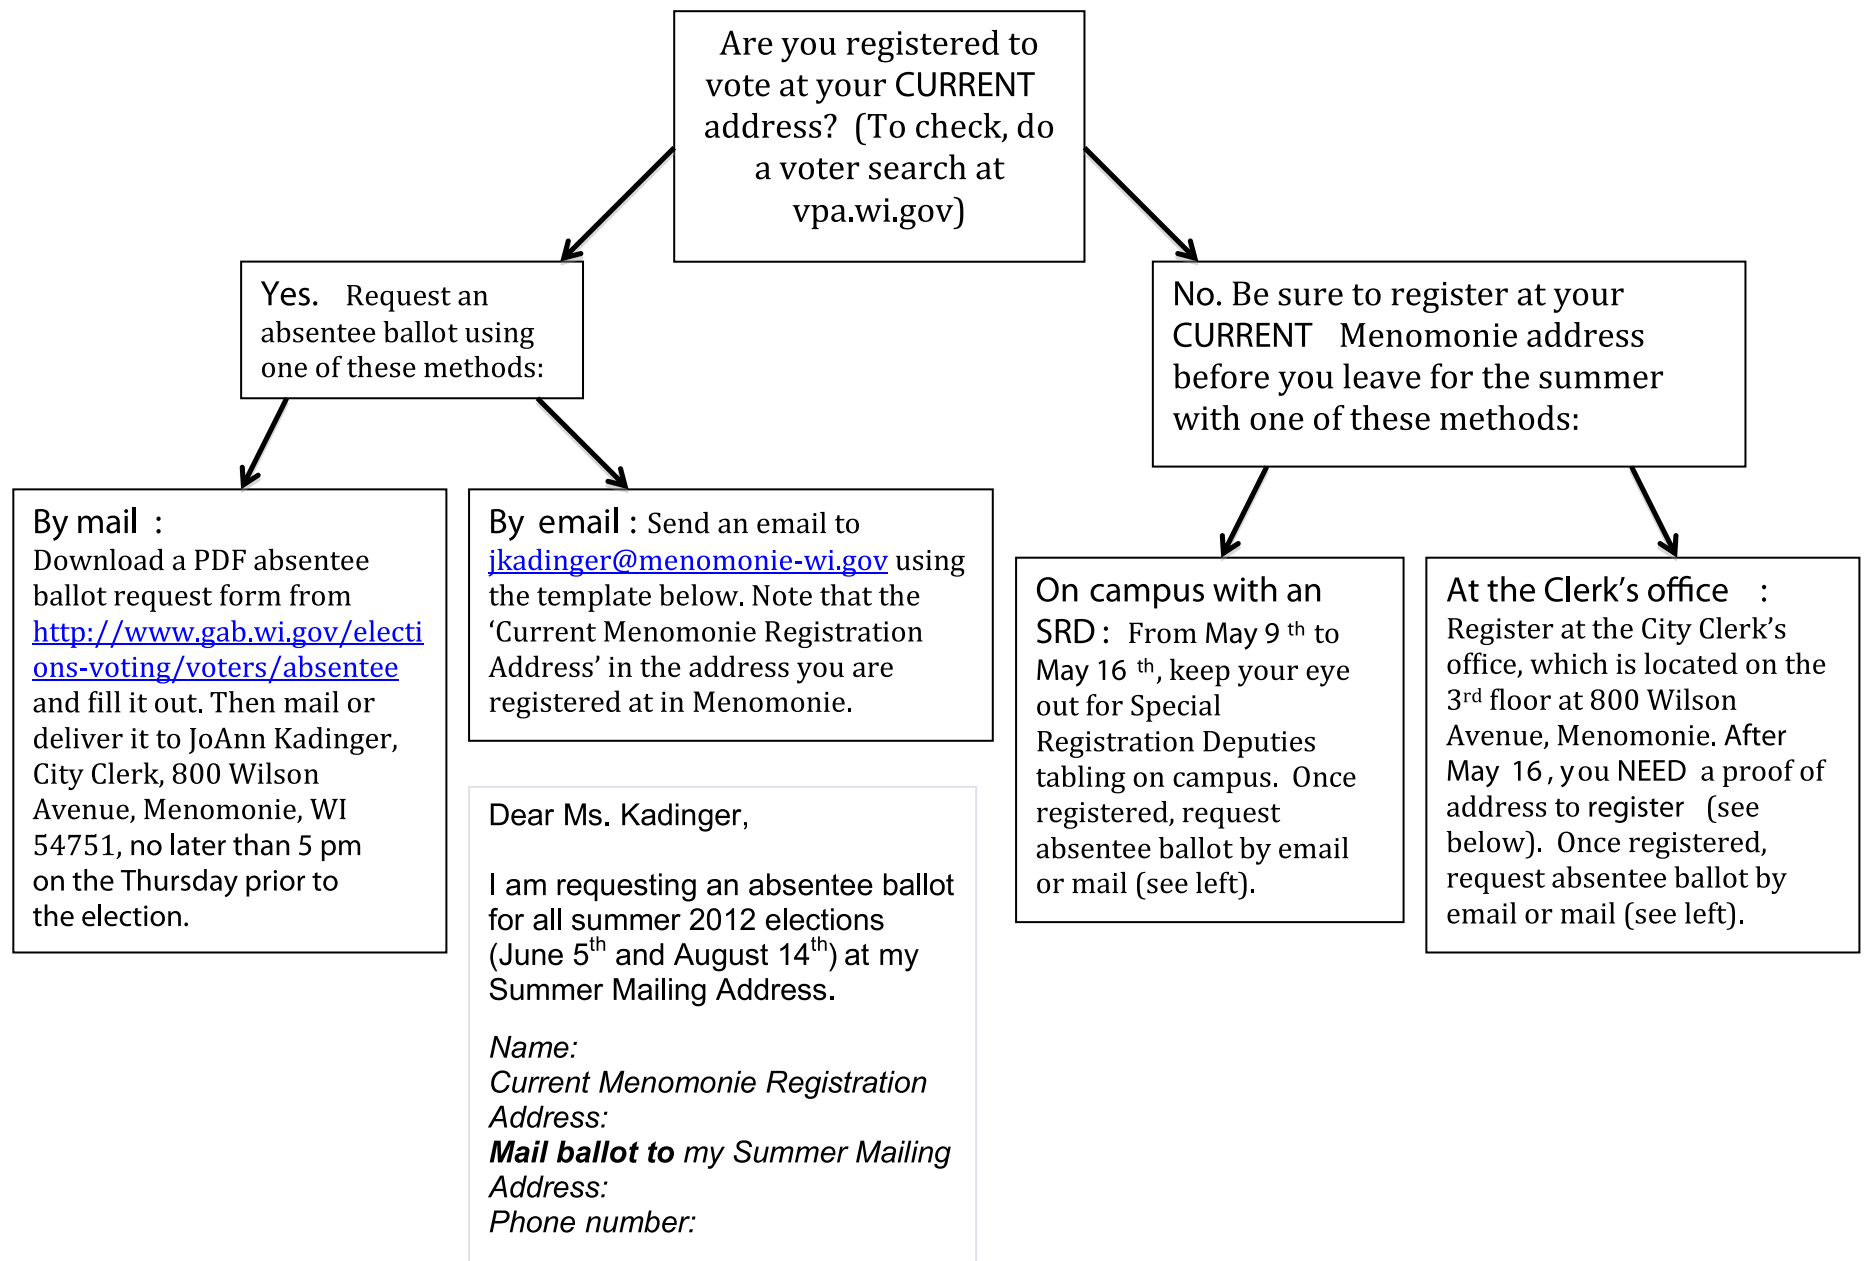 Are you registered to
vote at your CURRENT
address?  (To check, do
a voter search at
vpa.wi.gov)
Yes.   Request an
absentee ballot using
one of these methods:
No. Be sure to register at your
CURRENT   Menomonie address
before you leave for the summer
with one of these methods:
By mail  :
Download a PDF absentee
ballot request form from
http://www.gab.wi.gov/electi
ons-voting/voters/absentee
and fill it out. Then mail or
deliver it to JoAnn Kadinger,
City Clerk, 800 Wilson
Avenue, Menomonie, WI
54751, no later than 5 pm
on the Thursday prior to
the election.
By  email : Send an email to
jkadinger@menomonie-wi.gov using
the template below. Note that the
‘Current Menomonie Registration
Address’ in the address you are
registered at in Menomonie.
Dear Ms. Kadinger,
I am requesting an absentee ballot
for all summer 2012 elections
(June 5th and August 14th) at my
Summer Mailing Address.
Name:
Current Menomonie Registration
Address:
Mail ballot to my Summer Mailing
Address:
Phone number:
On campus with an
SRD :  From May 9 th to
May 16 th, keep your eye
out for Special
Registration Deputies
tabling on campus.  Once
registered, request
absentee ballot by email
or mail (see left).
At the Clerk’s office   :
Register at the City Clerk’s
office, which is located on the
3rd floor at 800 Wilson
Avenue, Menomonie. After
May 16 , you NEED  a proof of
address to register   (see
below).  Once registered,
request absentee ballot by
email or mail (see left).